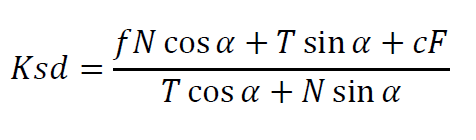 Ksd = (fN cos α + T sin α + cF) / (T cos α + N sin α)